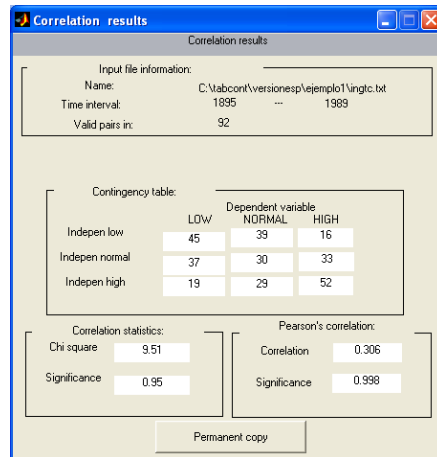 Correlation results
Correlation results
Input file information:
Name: C:\tabcont\versionesp\ejemplo1\ingtc.txt
Time interval: 1895 --- 1989
Valid pairs in: 92
Contingency table:
Dependent variable
LOW NORMAL HIGH
Indepen low 45 39 16
Indepen normal 37 30 33
Indepen high 19 29 52
Correlation statistics:
Chi square 9.51
Significance 0.95
Pearson's correlation:
Correlation 0.306
Significance 0.998
Permanent copy